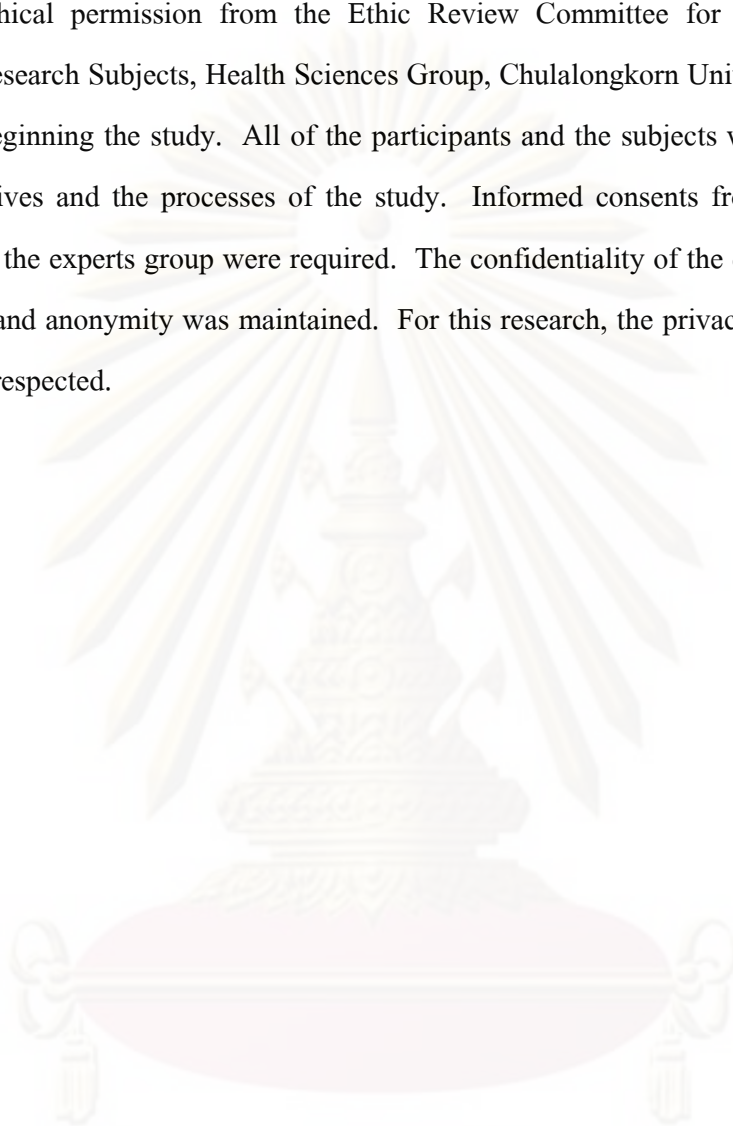 hical permission from the Ethic Review Committee for
esearch Subjects, Health Sciences Group, Chulalongkorn Uni
eginning the study. All of the participants and the subjects
ives and the processes of the study. Informed consents fr
the experts group were required. The confidentiality of the
and anonymity was maintained. For this research, the privac
respected.